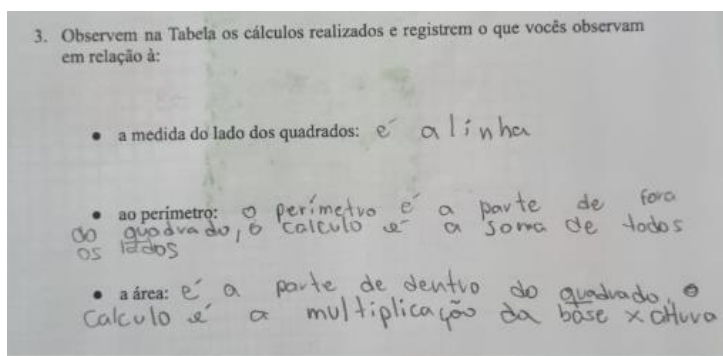 3. Observem na Tabela os cálculos realizados e registrem o que vocês observam
em relação à:
• a medida do lado dos quadrados: é a linha
• ao perímetro: o perímetro é a parte de fora
do quadrado, o calculo é a soma de todos
os lados
• a área: é a parte de dentro do quadrado, o
calculo é a multiplicação da base x altura